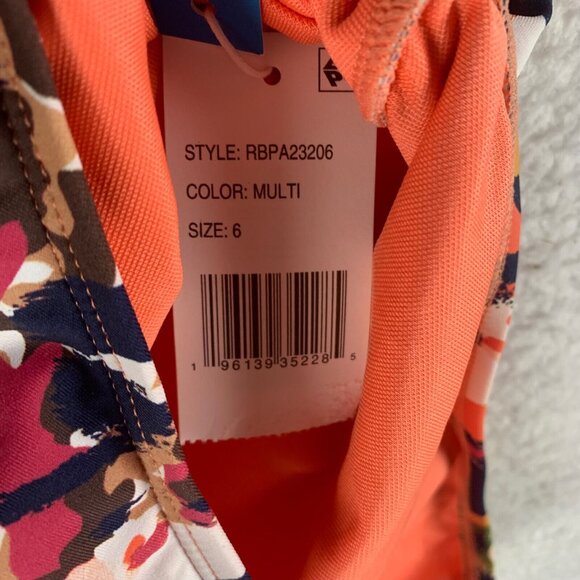 STYLE: RBPA23206
COLOR: MULTI
SIZE: 6
1 96139 35228 5